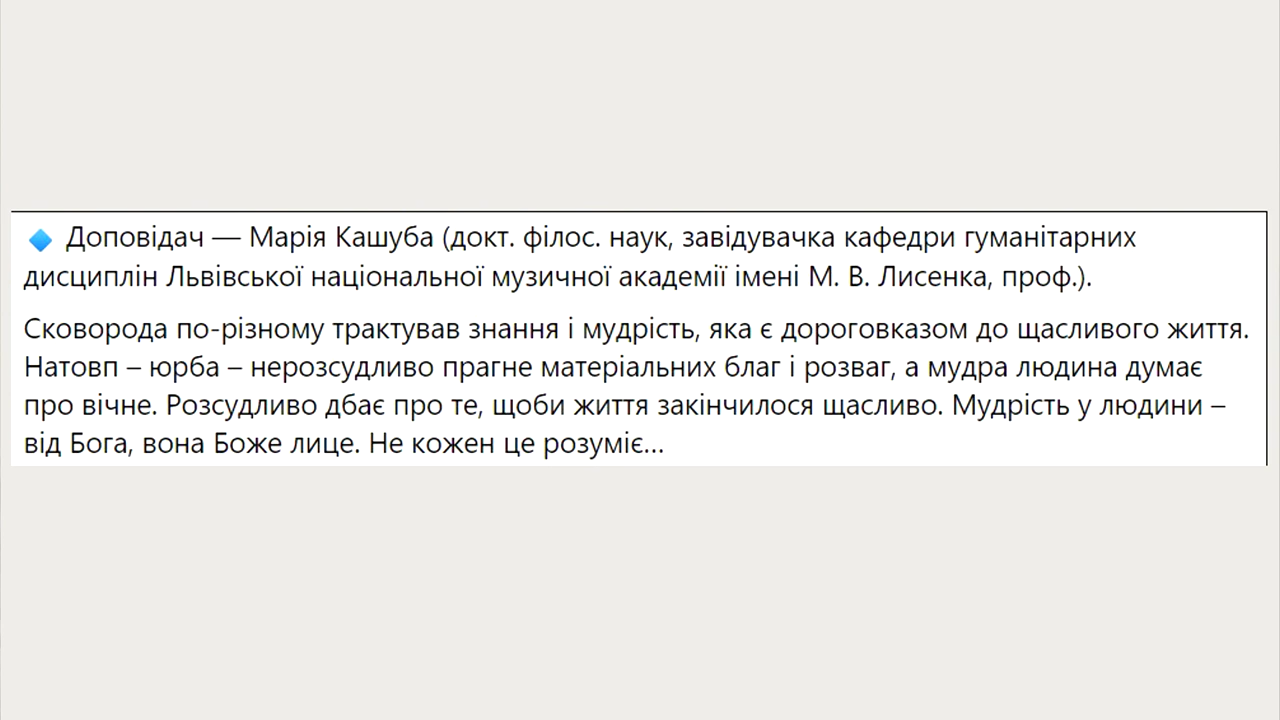 🔷 Доповідач — Марія Кашуба (докт. філос. наук, завідувачка кафедри гуманітарних
дисциплін Львівської національної музичної академії імені М. В. Лисенка, проф.).
Сковорода по-різному трактував знання і мудрість, яка є дороговказом до щасливого життя.
Натовп – юрба – нерозсудливо прагне матеріальних благ і розваг, а мудра людина думає
про вічне. Розсудливо дбає про те, щоби життя закінчилося щасливо. Мудрість у людини –
від Бога, вона Боже лице. Не кожен це розуміє...